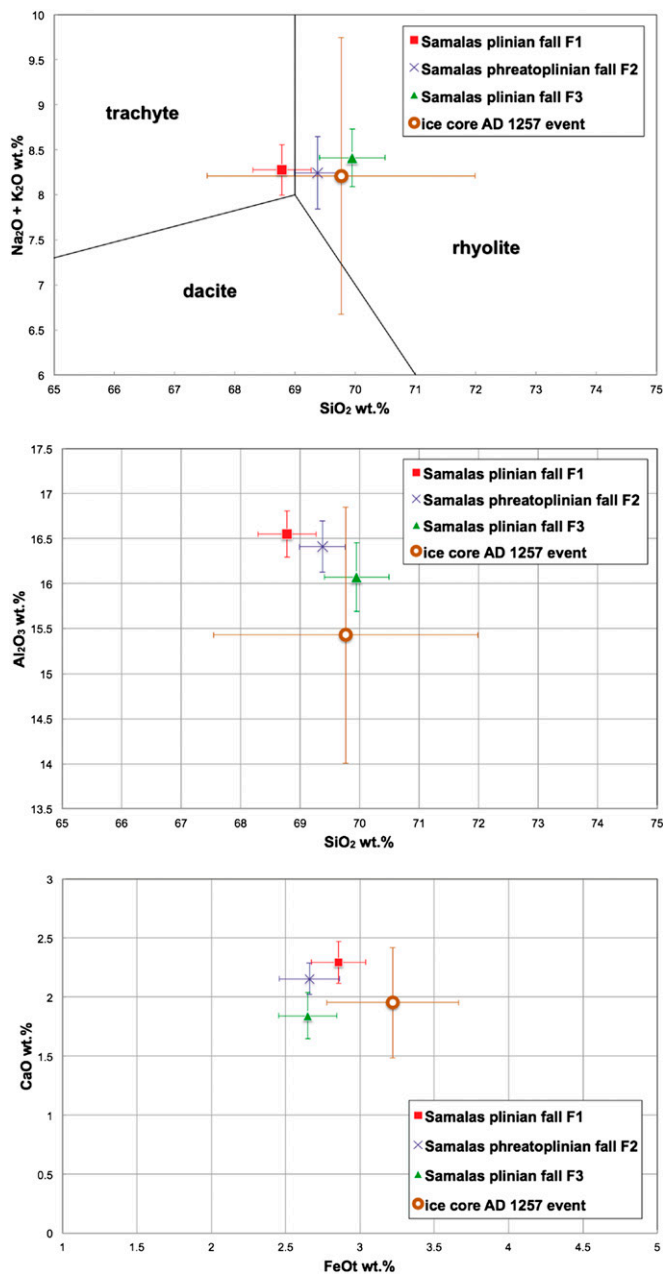 10
9.5
9
8.5
8
7.5
7
6.5
6
Na₂O + K₂O wt.%
Samalas plinian fall F1
Samalas phreatoplinian fall F2
Samalas plinian fall F3
ice core AD 1257 event
trachyte
rhyolite
dacite
65 66 67 68 69 70 71 72 73 74 75
SiO₂ wt.%
17.5
17
16.5
16
15.5
15
14.5
14
13.5
Al₂O₃ wt.%
Samalas plinian fall F1
Samalas phreatoplinian fall F2
Samalas plinian fall F3
ice core AD 1257 event
65 66 67 68 69 70 71 72 73 74 75
SiO₂ wt.%
3
2.5
2
1.5
1
0.5
0
CaO wt.%
Samalas plinian fall F1
Samalas phreatoplinian fall F2
Samalas plinian fall F3
ice core AD 1257 event
1 1.5 2 2.5 3 3.5 4 4.5 5
FeOt wt.%